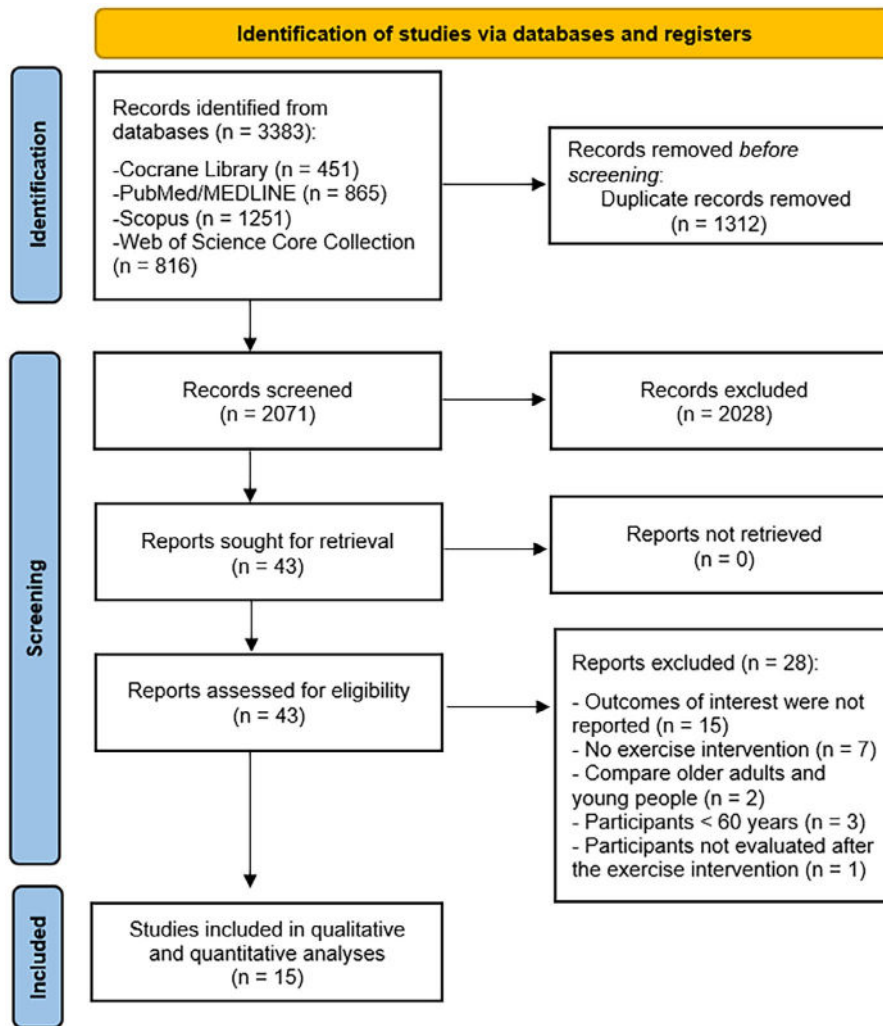 Identification of studies via databases and registers
Identification
Records identified from
databases (n = 3383):
-Cocrane Library (n = 451)
-PubMed/MEDLINE (n = 865)
-Scopus (n = 1251)
-Web of Science Core Collection
(n = 816)
Records removed before
screening:
Duplicate records removed
(n = 1312)
Screening
Records screened
(n = 2071)
Records excluded
(n = 2028)
Reports sought for retrieval
(n = 43)
Reports not retrieved
(n = 0)
Reports assessed for eligibility
(n = 43)
Reports excluded (n = 28):
- Outcomes of interest were not
reported (n = 15)
- No exercise intervention (n = 7)
- Compare older adults and
young people (n = 2)
- Participants < 60 years (n = 3)
- Participants not evaluated after
the exercise intervention (n = 1)
Included
Studies included in qualitative
and quantitative analyses
(n = 15)